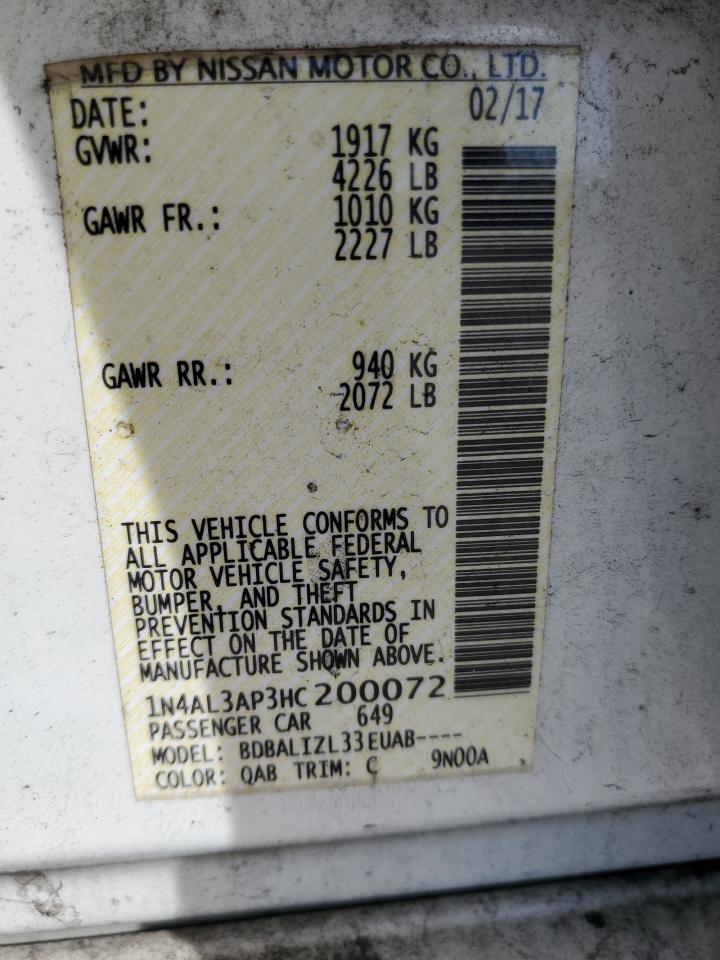 MFD BY NISSAN MOTOR CO., LTD.
DATE: 02/17
GVWR: 1917 KG
4226 LB
GAWR FR.: 1010 KG
2227 LB
GAWR RR.: 940 KG
2072 LB
THIS VEHICLE CONFORMS TO
ALL APPLICABLE FEDERAL
MOTOR VEHICLE SAFETY,
BUMPER, AND THEFT
PREVENTION STANDARDS IN
EFFECT ON THE DATE OF
MANUFACTURE SHOWN ABOVE.
1N4AL3AP3HC200072
PASSENGER CAR 649
MODEL: BDBALIZL33EUAB----
COLOR: QAB TRIM: C 9N00A